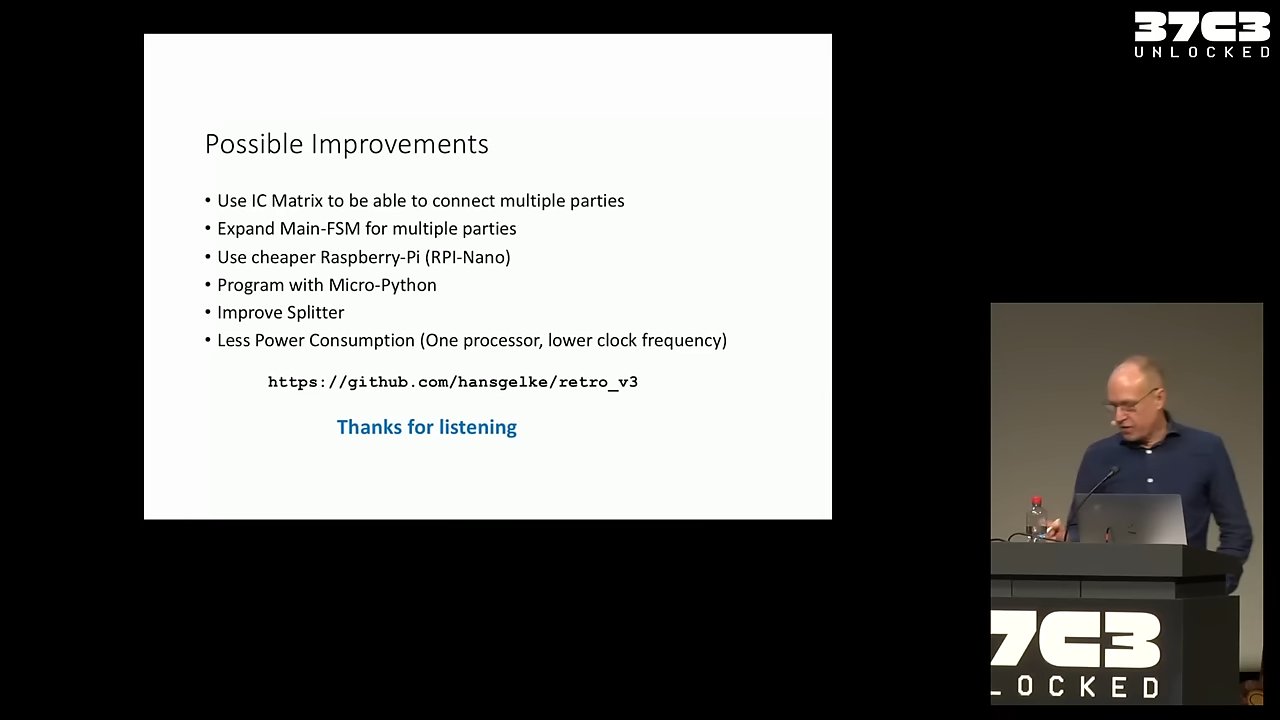 37C3
UNLOCKED
Possible Improvements
• Use IC Matrix to be able to connect multiple parties
• Expand Main-FSM for multiple parties
• Use cheaper Raspberry-Pi (RPI-Nano)
• Program with Micro-Python
• Improve Splitter
• Less Power Consumption (One processor, lower clock frequency)
https://github.com/hansgelke/retro_v3
Thanks for listening
7C3
LOCKED